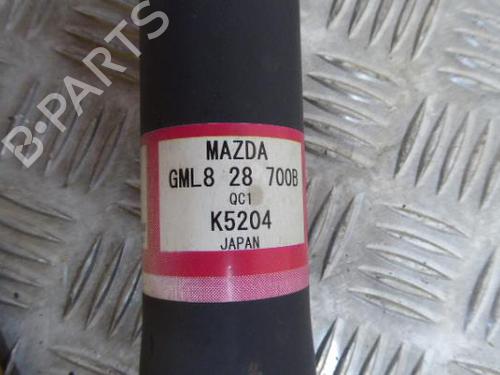 B-PARTS
MAZDA
GML8 28 700B
QC1
K5204
JAPAN